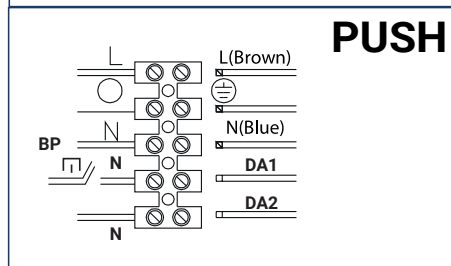 PUSH
L
L(Brown)
N
N(Blue)
BP
N
DA1
DA2
N